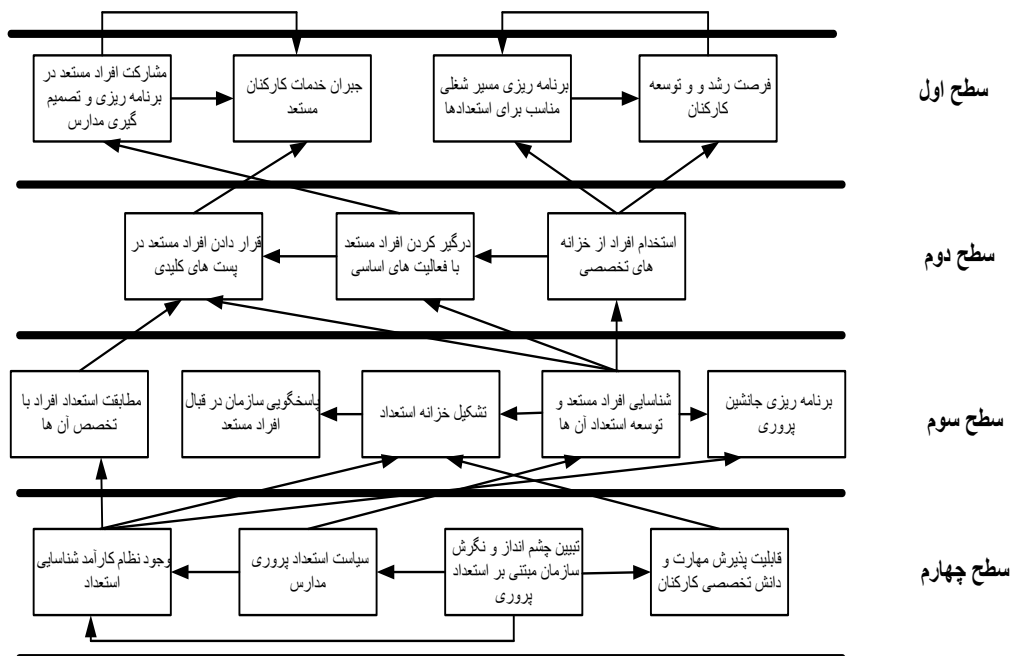 سطح اول
فرصت رشد و و توسعه
کارکنان
برنامه ریزی مسیر شغلی
مناسب برای استعدادها
جبران خدمات کارکنان
مستعد
مشارکت افراد مستعد در
برنامه ریزی و تصمیم
گیری مدارس
سطح دوم
استخدام افراد از خزانه
های تخصصی
درگیر کردن افراد مستعد
با فعالیت های اساسی
قرار دادن افراد مستعد در
پست های کلیدی
سطح سوم
برنامه ریزی جانشین
پروری
شناسایی افراد مستعد و
توسعه استعداد آن ها
تشکیل خزانه استعداد
پاسخگویی سازمان در قبال
افراد مستعد
مطابقت استعداد افراد با
تخصص آن ها
سطح چهارم
قابلیت پذیرش مهارت و
دانش تخصصی کارکنان
تبیین چشم انداز و نگرش
سازمان مبتنی بر استعداد
پروری
سیاست استعداد پروری
مدارس
وجود نظام کارآمد شناسایی
استعداد